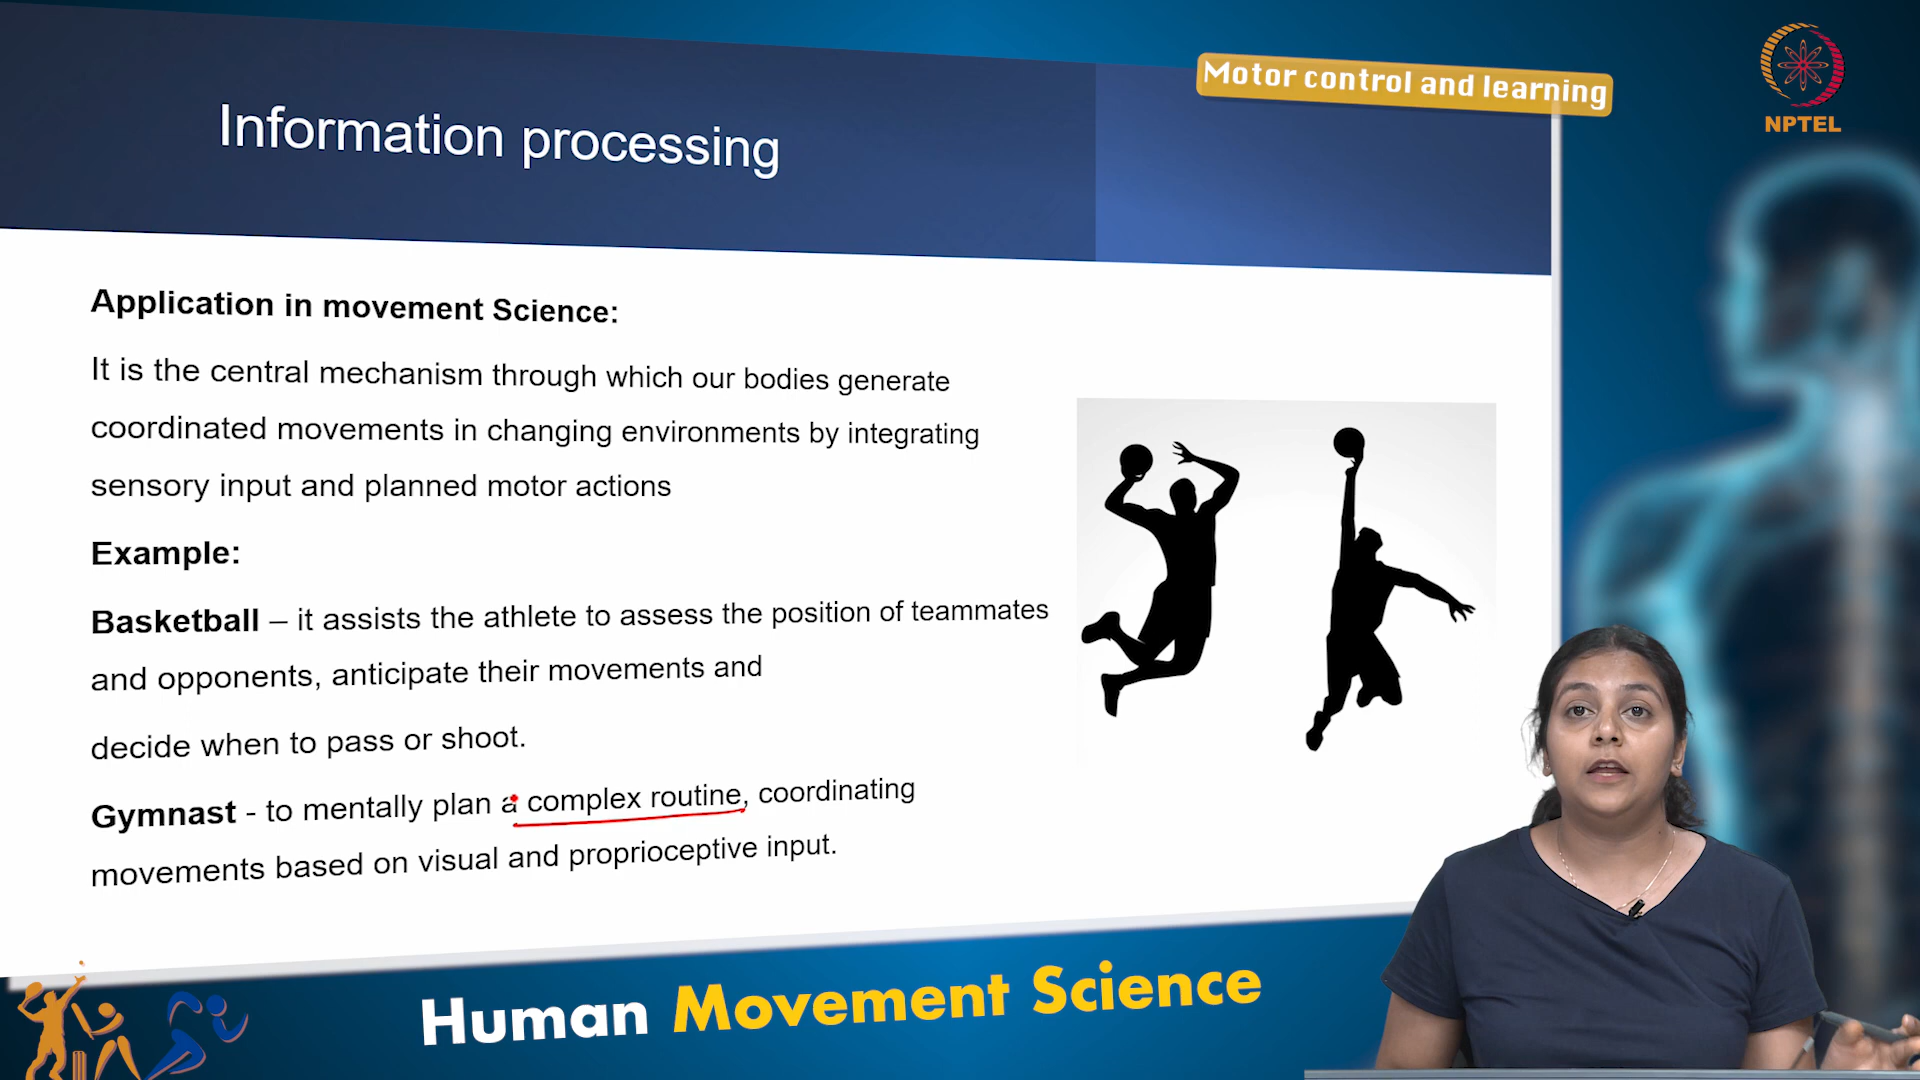 Motor control and learning
NPTEL
Information processing
Application in movement Science:
It is the central mechanism through which our bodies generate
coordinated movements in changing environments by integrating
sensory input and planned motor actions
Example:
Basketball – it assists the athlete to assess the position of teammates
and opponents, anticipate their movements and
decide when to pass or shoot.
Gymnast - to mentally plan a complex routine, coordinating
movements based on visual and proprioceptive input.
Human Movement Science